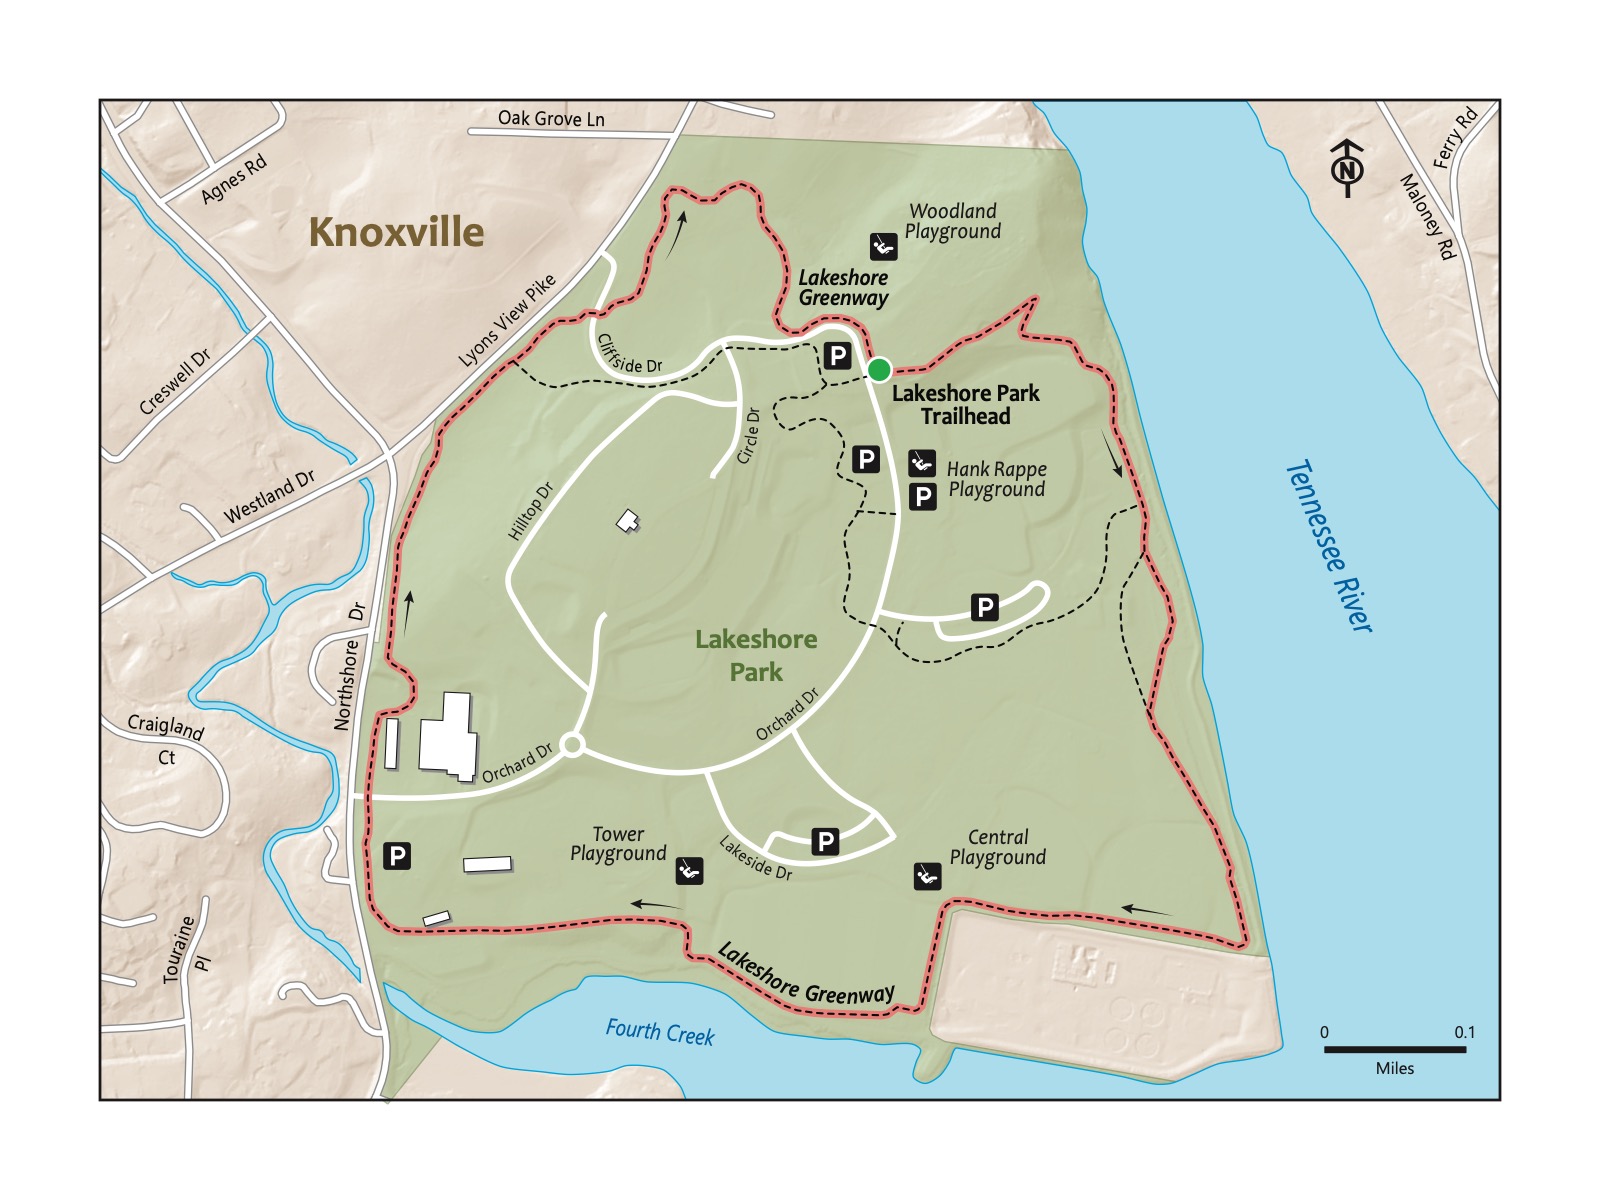 Oak Grove Ln
Agnes Rd
Ferry Rd
N
Maloney Rd
Knoxville
Woodland
Playground
Lakeshore
Greenway
Lyons View Pike
Creswell Dr
Cliffside Dr
P
Lakeshore Park
Trailhead
Circle Dr
P
Hank Rappe
Playground
P
Westland Dr
Hilltop Dr
Tennessee River
Northshore Dr
P
Lakeshore
Park
Craigland
Ct
Orchard Dr
Orchard Dr
P
Tower
Playground
Lakeside Dr
P
Central
Playground
Touraine
Pl
Lakeshore Greenway
Fourth Creek
0 0.1
Miles